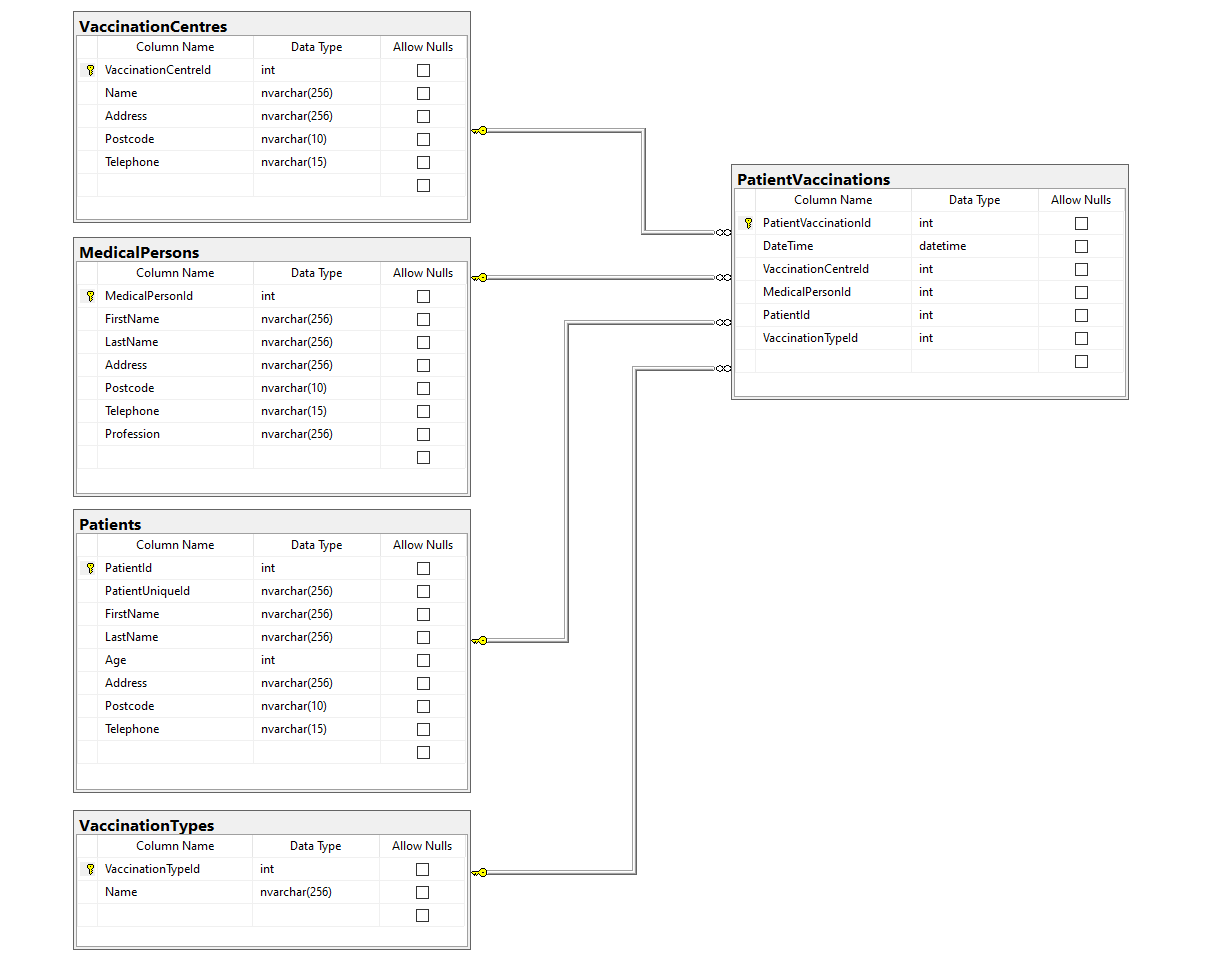 VaccinationCentres
Column Name Data Type Allow Nulls
VaccinationCentreId int
Name nvarchar(256)
Address nvarchar(256)
Postcode nvarchar(10)
Telephone nvarchar(15)
MedicalPersons
Column Name Data Type Allow Nulls
MedicalPersonId int
FirstName nvarchar(256)
LastName nvarchar(256)
Address nvarchar(256)
Postcode nvarchar(10)
Telephone nvarchar(15)
Profession nvarchar(256)
Patients
Column Name Data Type Allow Nulls
PatientId int
PatientUniqueId nvarchar(256)
FirstName nvarchar(256)
LastName nvarchar(256)
Age int
Address nvarchar(256)
Postcode nvarchar(10)
Telephone nvarchar(15)
VaccinationTypes
Column Name Data Type Allow Nulls
VaccinationTypeId int
Name nvarchar(256)
PatientVaccinations
Column Name Data Type Allow Nulls
PatientVaccinationId int
DateTime datetime
VaccinationCentreId int
MedicalPersonId int
PatientId int
VaccinationTypeId int